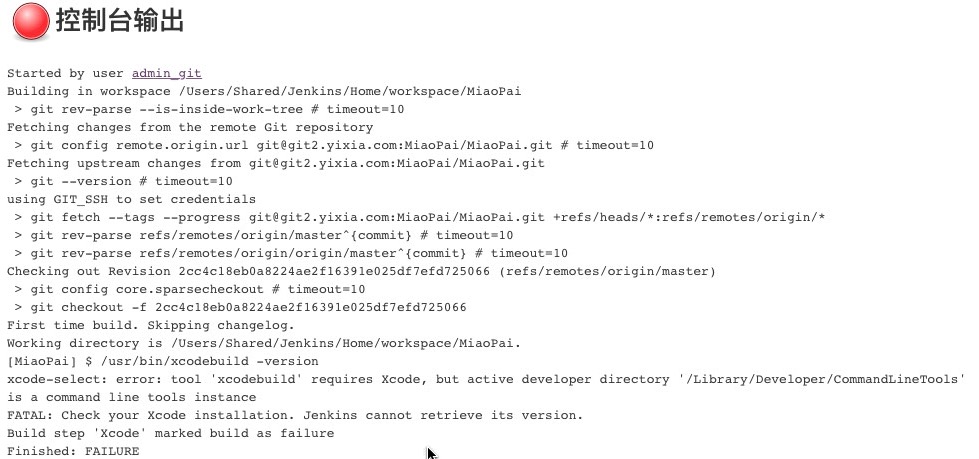 控制台输出
Started by user admin_git
Building in workspace /Users/Shared/Jenkins/Home/workspace/MiaoPai
 > git rev-parse --is-inside-work-tree # timeout=10
Fetching changes from the remote Git repository
 > git config remote.origin.url git@git2.yixia.com:MiaoPai/MiaoPai.git # timeout=10
Fetching upstream changes from git@git2.yixia.com:MiaoPai/MiaoPai.git
 > git --version # timeout=10
using GIT_SSH to set credentials
 > git fetch --tags --progress git@git2.yixia.com:MiaoPai/MiaoPai.git +refs/heads/*:refs/remotes/origin/*
 > git rev-parse refs/remotes/origin/master^{commit} # timeout=10
 > git rev-parse refs/remotes/origin/origin/master^{commit} # timeout=10
Checking out Revision 2cc4c18eb0a8224ae2f16391e025df7efd725066 (refs/remotes/origin/master)
 > git config core.sparsecheckout # timeout=10
 > git checkout -f 2cc4c18eb0a8224ae2f16391e025df7efd725066
First time build. Skipping changelog.
Working directory is /Users/Shared/Jenkins/Home/workspace/MiaoPai.
[MiaoPai] $ /usr/bin/xcodebuild -version
xcode-select: error: tool 'xcodebuild' requires Xcode, but active developer directory '/Library/Developer/CommandLineTools'
is a command line tools instance
FATAL: Check your Xcode installation. Jenkins cannot retrieve its version.
Build step 'Xcode' marked build as failure
Finished: FAILURE